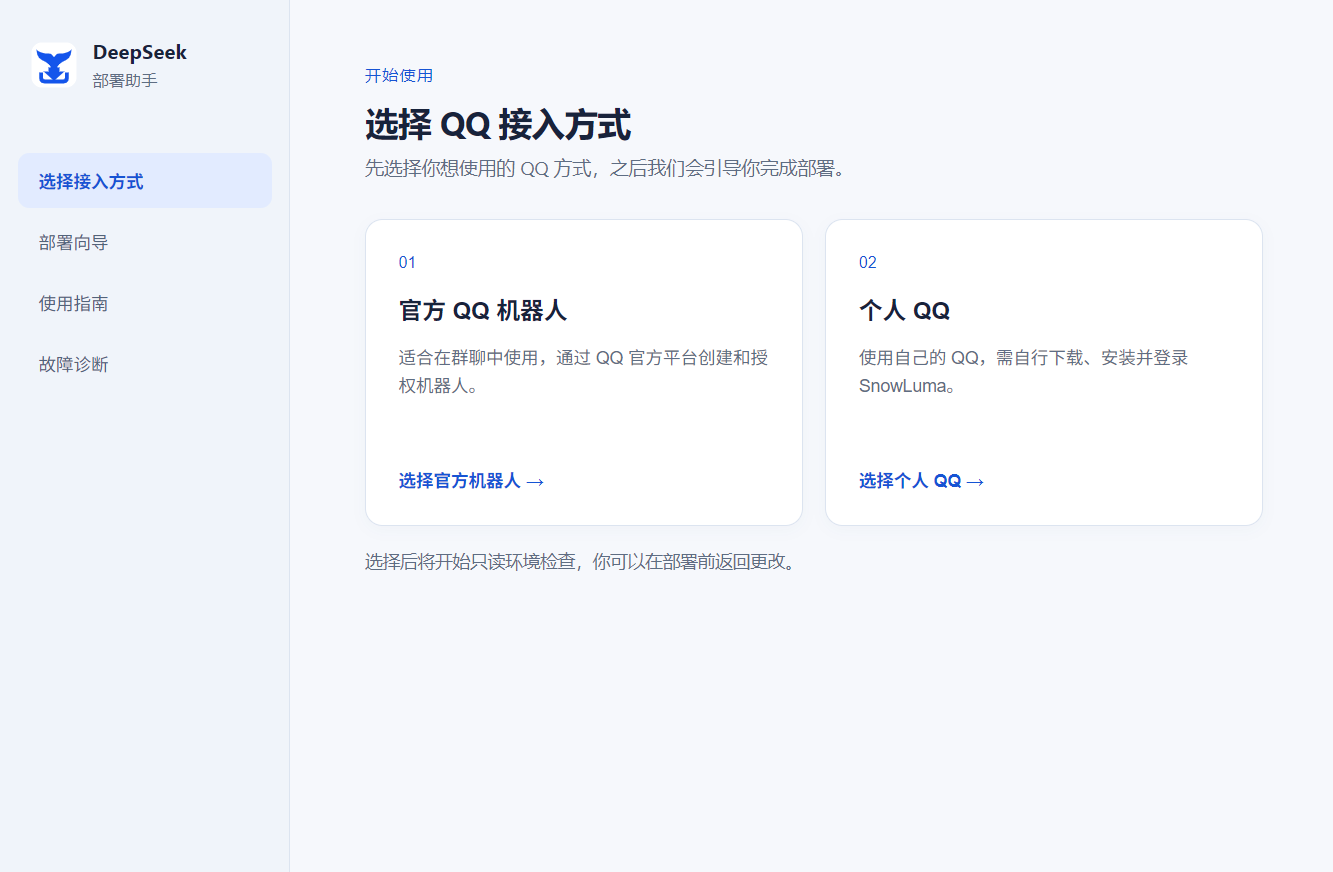 DeepSeek
部署助手
选择接入方式
部署向导
使用指南
故障诊断
开始使用
选择 QQ 接入方式
先选择你想使用的 QQ 方式，之后我们会引导你完成部署。
01
官方 QQ 机器人
适合在群聊中使用，通过 QQ 官方平台创建和授
权机器人。
选择官方机器人 →
02
个人 QQ
使用自己的 QQ，需自行下载、安装并登录
SnowLuma。
选择个人 QQ →
选择后将开始只读环境检查，你可以在部署前返回更改。